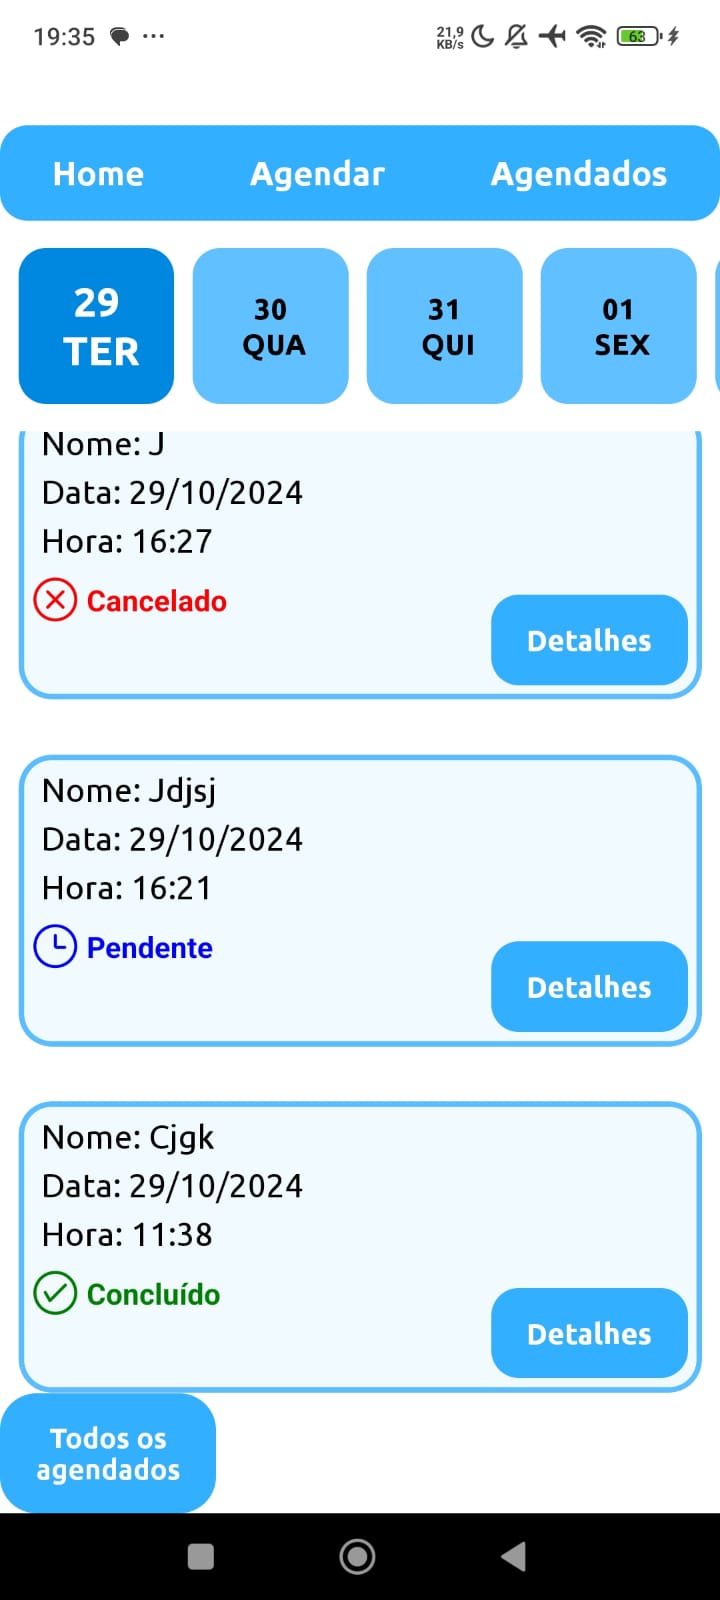 19:35
21,9
KB/s
63
Home Agendar Agendados
29
TER
30
QUA
31
QUI
01
SEX
Nome: J
Data: 29/10/2024
Hora: 16:27
Cancelado
Detalhes
Nome: Jdjsj
Data: 29/10/2024
Hora: 16:21
Pendente
Detalhes
Nome: Cjgk
Data: 29/10/2024
Hora: 11:38
Concluído
Detalhes
Todos os
agendados